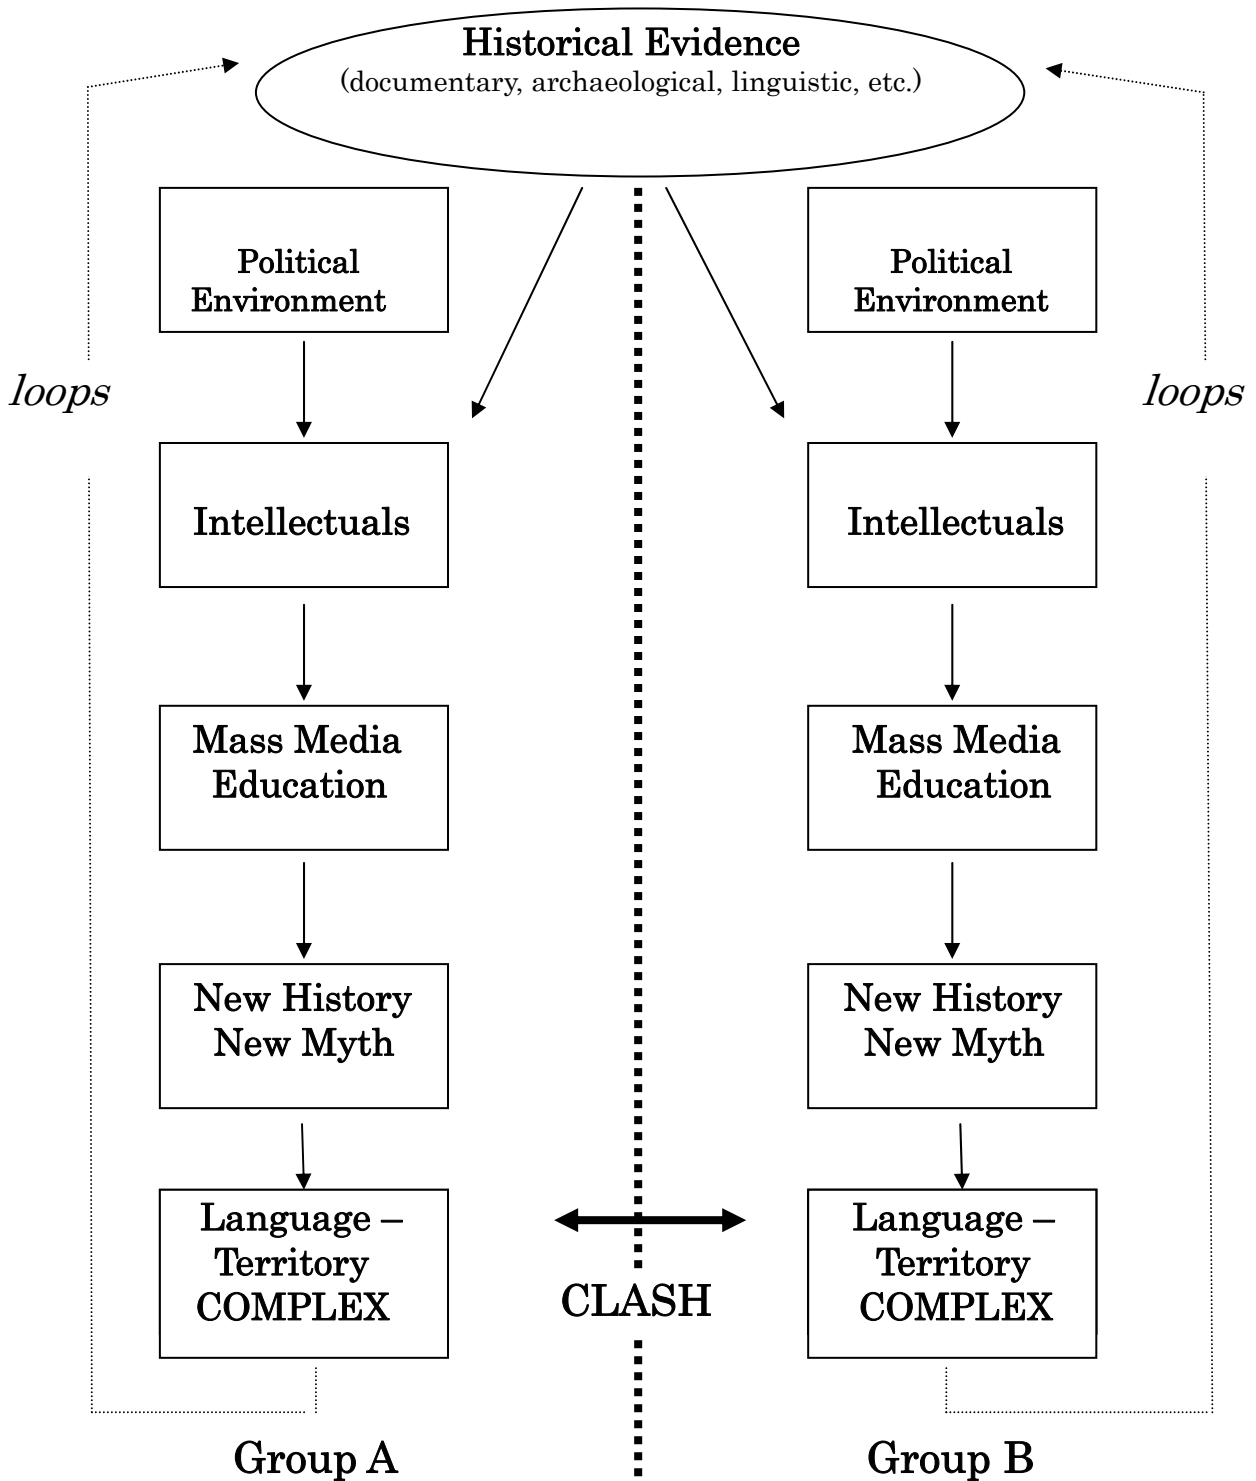 Historical Evidence
(documentary, archaeological, linguistic, etc.)
Political
Environment
Political
Environment
loops
loops
Intellectuals
Intellectuals
Mass Media
Education
Mass Media
Education
New History
New Myth
New History
New Myth
Language –
Territory
COMPLEX
CLASH
Language –
Territory
COMPLEX
Group A
Group B